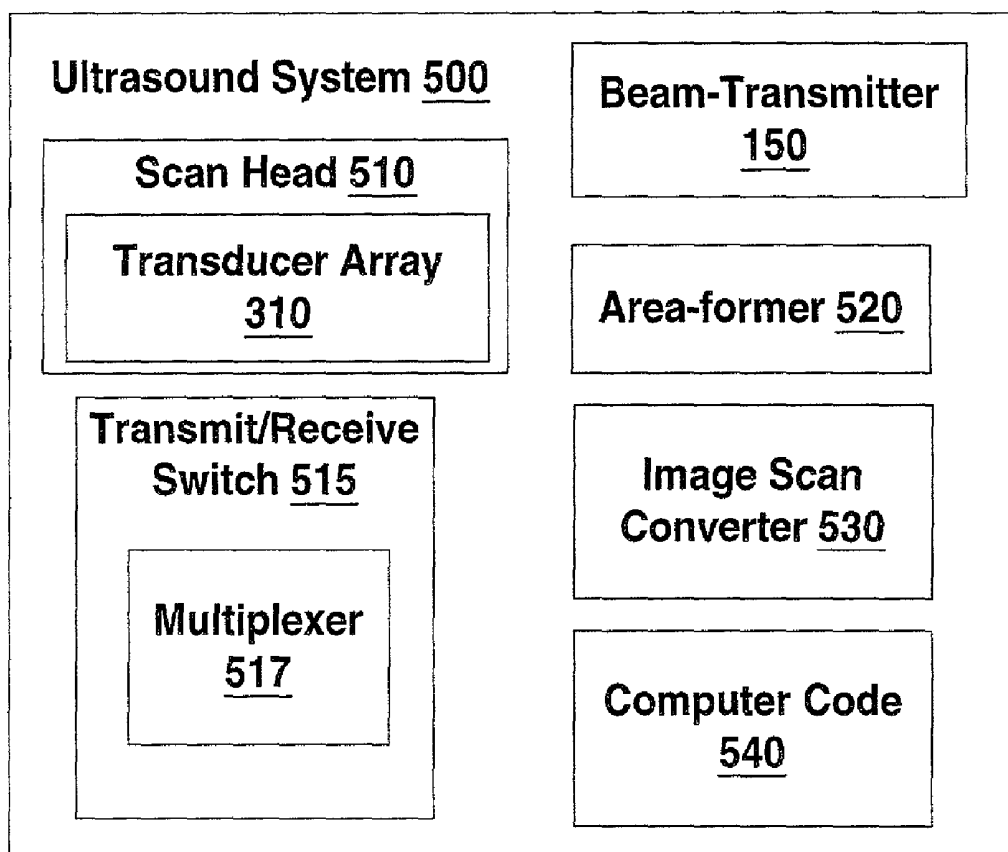 Ultrasound System 500
Scan Head 510
Transducer Array
310
Transmit/Receive
Switch 515
Multiplexer
517
Beam-Transmitter
150
Area-former 520
Image Scan
Converter 530
Computer Code
540